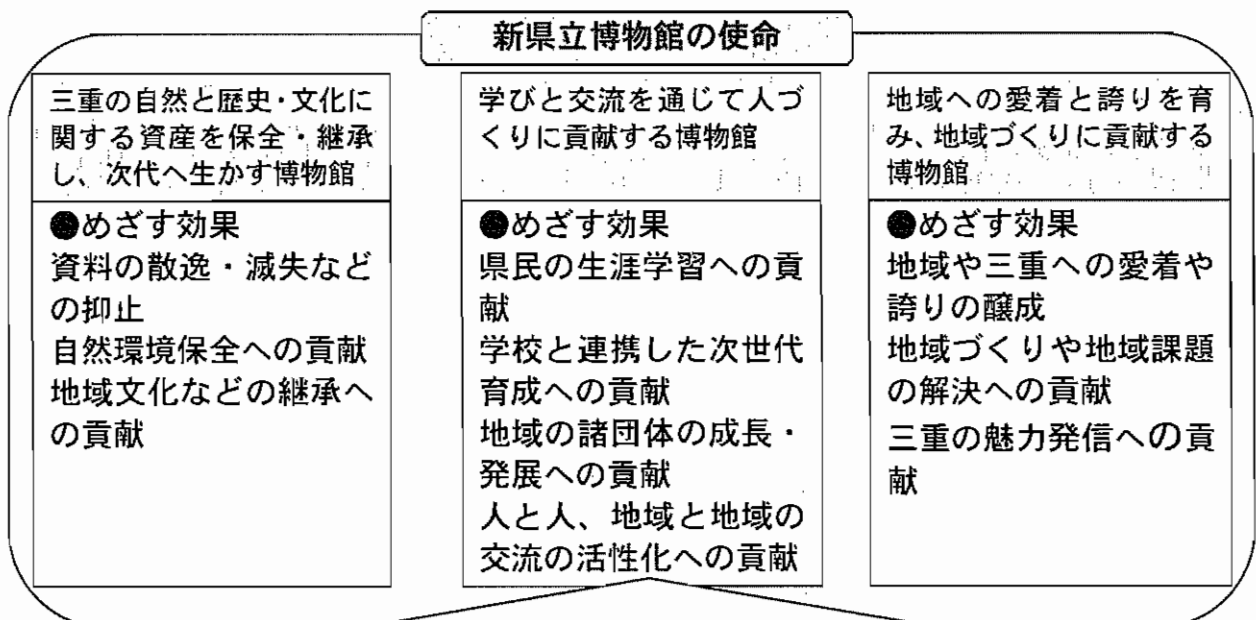 新県立博物館の使命
三重の自然と歴史・文化に
関する資産を保全・継承
し、次代へ生かす博物館
●めざす効果
資料の散逸・滅失など
の抑止
自然環境保全への貢献
地域文化などの継承へ
の貢献
学びと交流を通じて人づ
くりに貢献する博物館
●めざす効果
県民の生涯学習への貢
献
学校と連携した次世代
育成への貢献
地域の諸団体の成長・
発展への貢献
人と人、地域と地域の
交流の活性化への貢献
地域への愛着と誇りを育
み、地域づくりに貢献する
博物館
●めざす効果
地域や三重への愛着や
誇りの醸成
地域づくりや地域課題
の解決への貢献
三重の魅力発信への貢
献